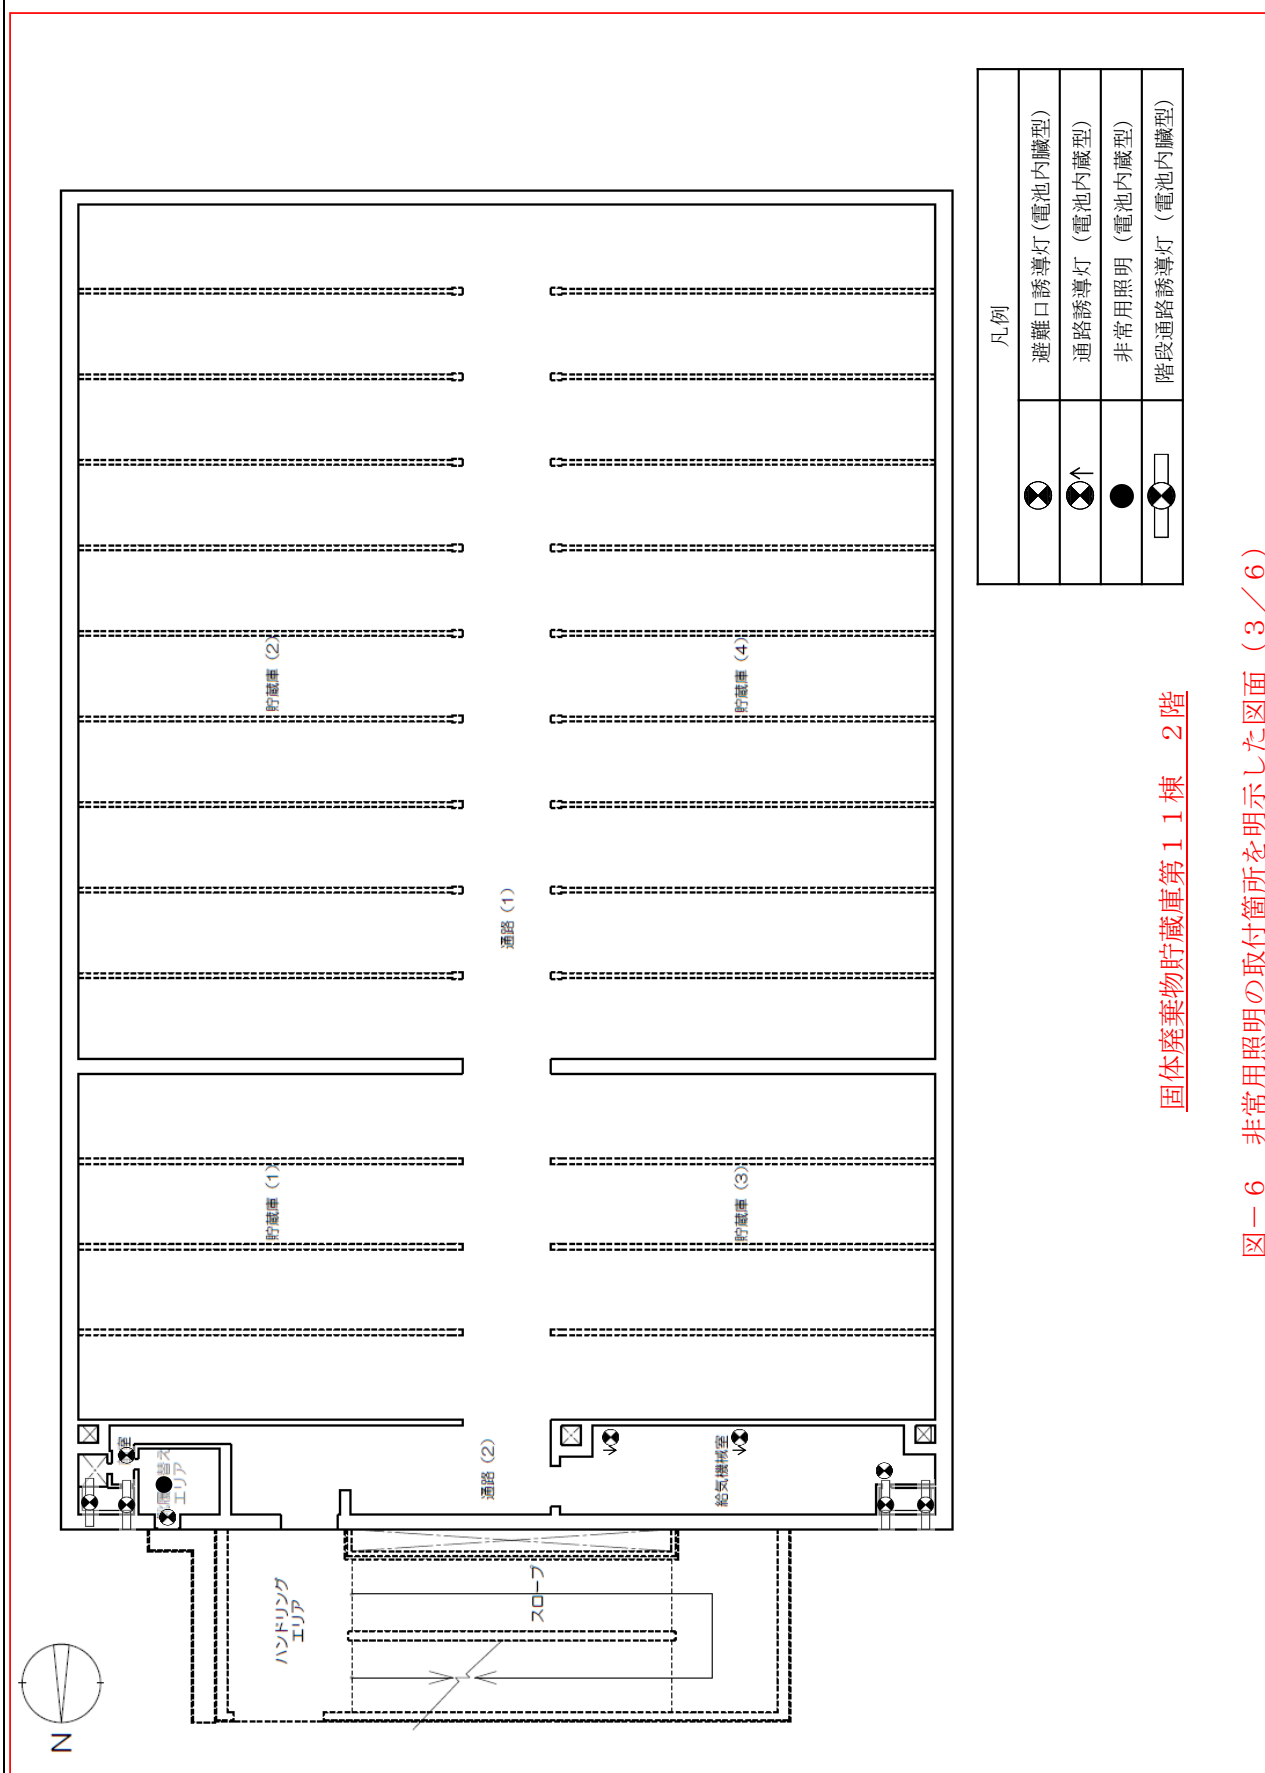 凡例
避難口誘導灯(電池内臓型)
通路誘導灯（電池内蔵型）
非常用照明（電池内蔵型）
階段通路誘導灯（電池内臓型）
貯蔵庫（2）
貯蔵庫（4）
通路（1）
貯蔵庫（1）
貯蔵庫（3）
室
替え
エリア
通路（2）
給気機械室
ハンドリング
エリア
スロープ
N
固体廃棄物貯蔵庫第１１棟　２階
図－６　非常用照明の取付箇所を明示した図面（３／６）